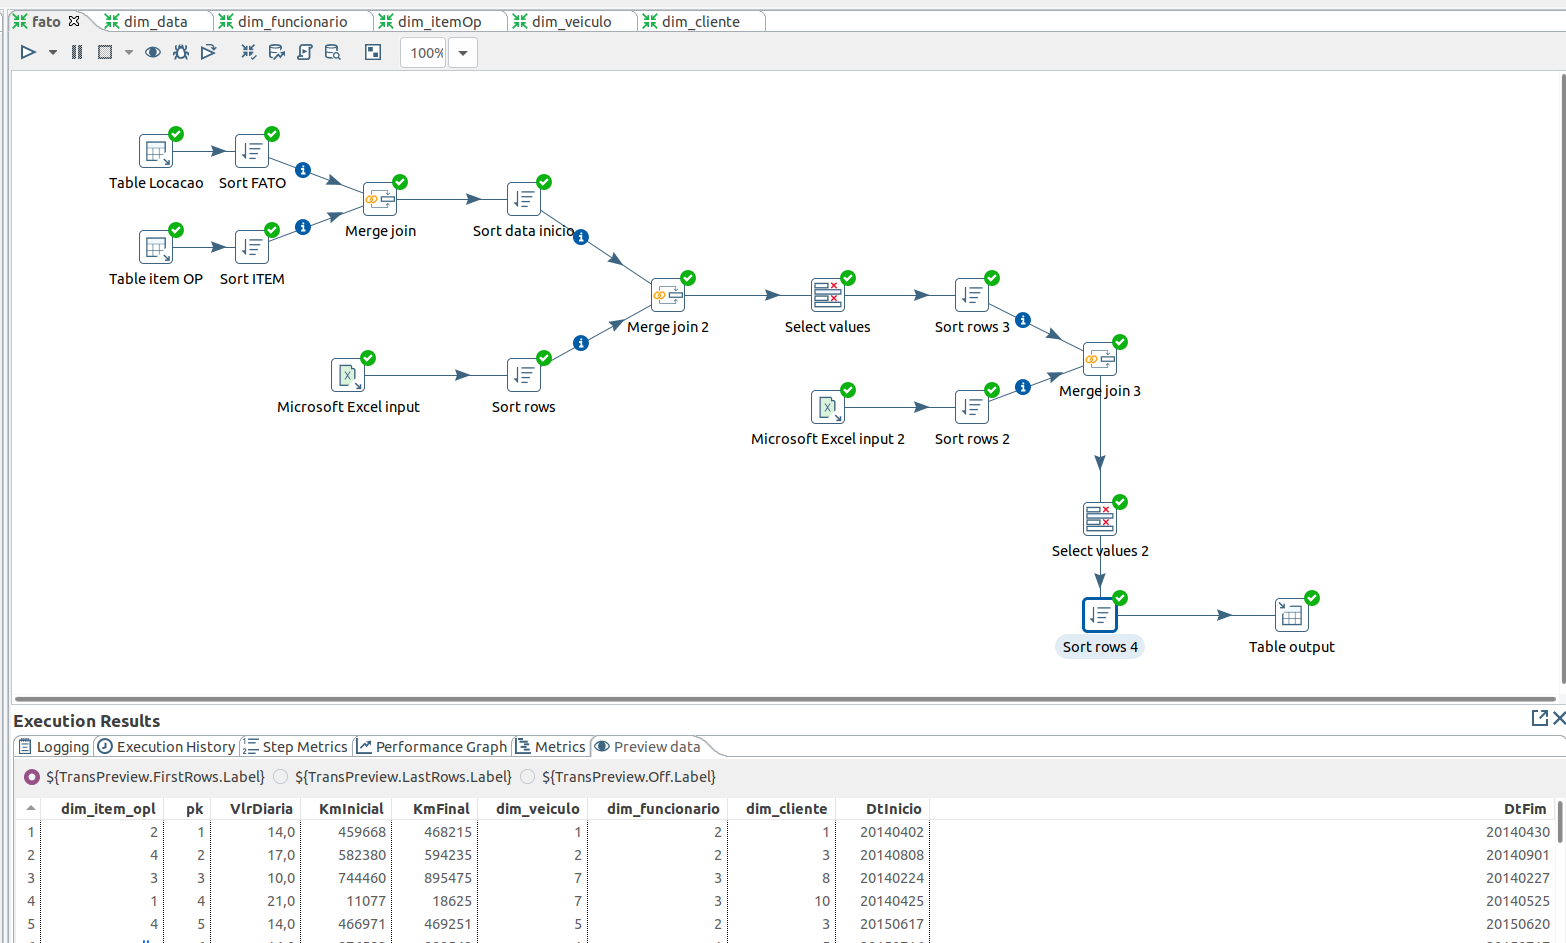 fato dim_data dim_funcionario dim_itemOp dim_veiculo dim_cliente
100%
Table Locacao
Sort FATO
Merge join
Sort data inicio
Table item OP
Sort ITEM
Merge join 2
Select values
Sort rows 3
Microsoft Excel input
Sort rows
Merge join 3
Microsoft Excel input 2
Sort rows 2
Select values 2
Sort rows 4
Table output
Execution Results
Logging Execution History Step Metrics Performance Graph Metrics Preview data
${TransPreview.FirstRows.Label} ${TransPreview.LastRows.Label} ${TransPreview.Off.Label}
dim_item_opl pk VlrDiaria KmInicial KmFinal dim_veiculo dim_funcionario dim_cliente DtInicio DtFim
1 2 1 14,0 459668 468215 1 2 1 20140402 20140430
2 4 2 17,0 582380 594235 2 2 3 20140808 20140901
3 3 3 10,0 744460 895475 7 3 8 20140224 20140227
4 1 4 21,0 11077 18625 7 3 10 20140425 20140525
5 4 5 14,0 466971 469251 5 2 3 20150617 20150620